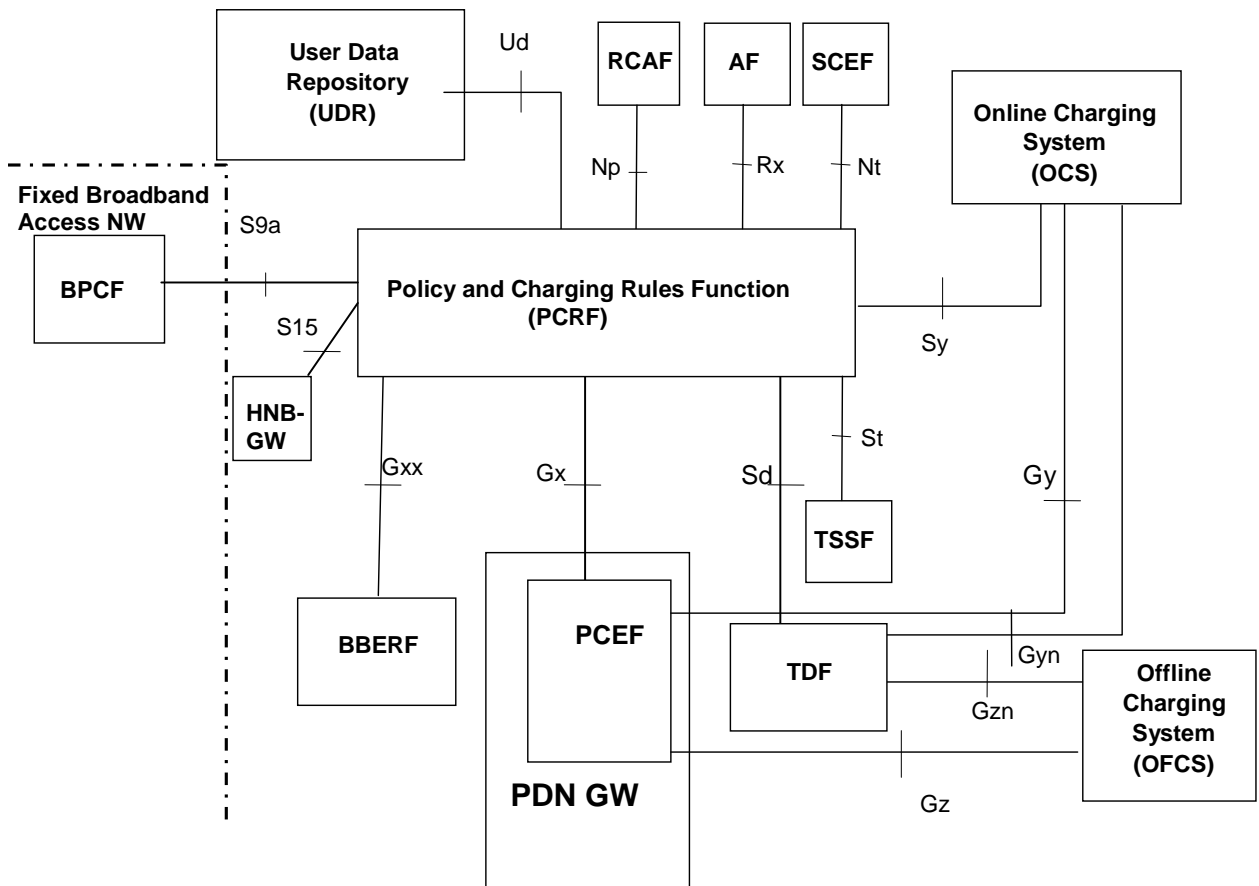 User Data
Repository
(UDR)
Ud
RCAF
AF
SCEF
Online Charging
System
(OCS)
Np
Rx
Nt
Fixed Broadband
Access NW
S9a
BPCF
Policy and Charging Rules Function
(PCRF)
S15
Sy
HNB-
GW
Gxx
Gx
Sd
St
Gy
TSSF
BBERF
PCEF
TDF
Gyn
Gzn
Offline
Charging
System
(OFCS)
PDN GW
Gz